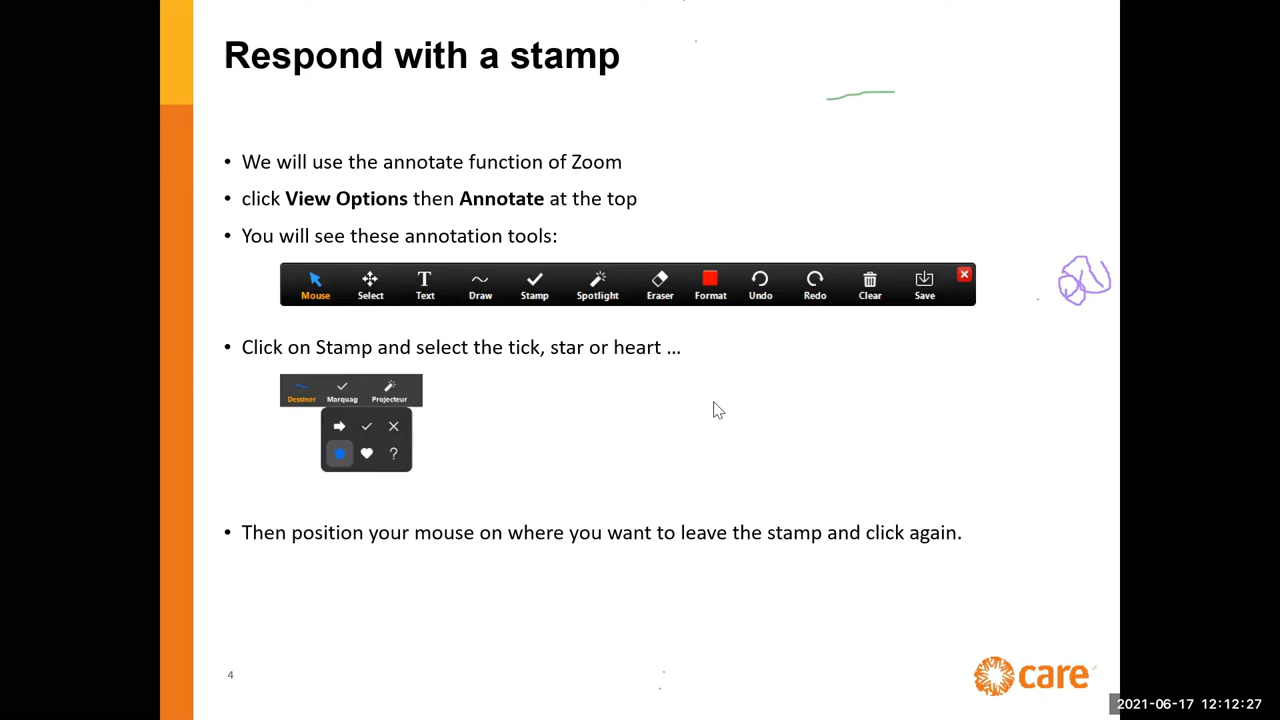 Respond with a stamp
• We will use the annotate function of Zoom
• click View Options then Annotate at the top
• You will see these annotation tools:
Mouse Select Text Draw Stamp Spotlight Eraser Format Undo Redo Clear Save
• Click on Stamp and select the tick, star or heart ...
Dessiner Marquag Projecteur
• Then position your mouse on where you want to leave the stamp and click again.
4
care
2021-06-17 12:12:27